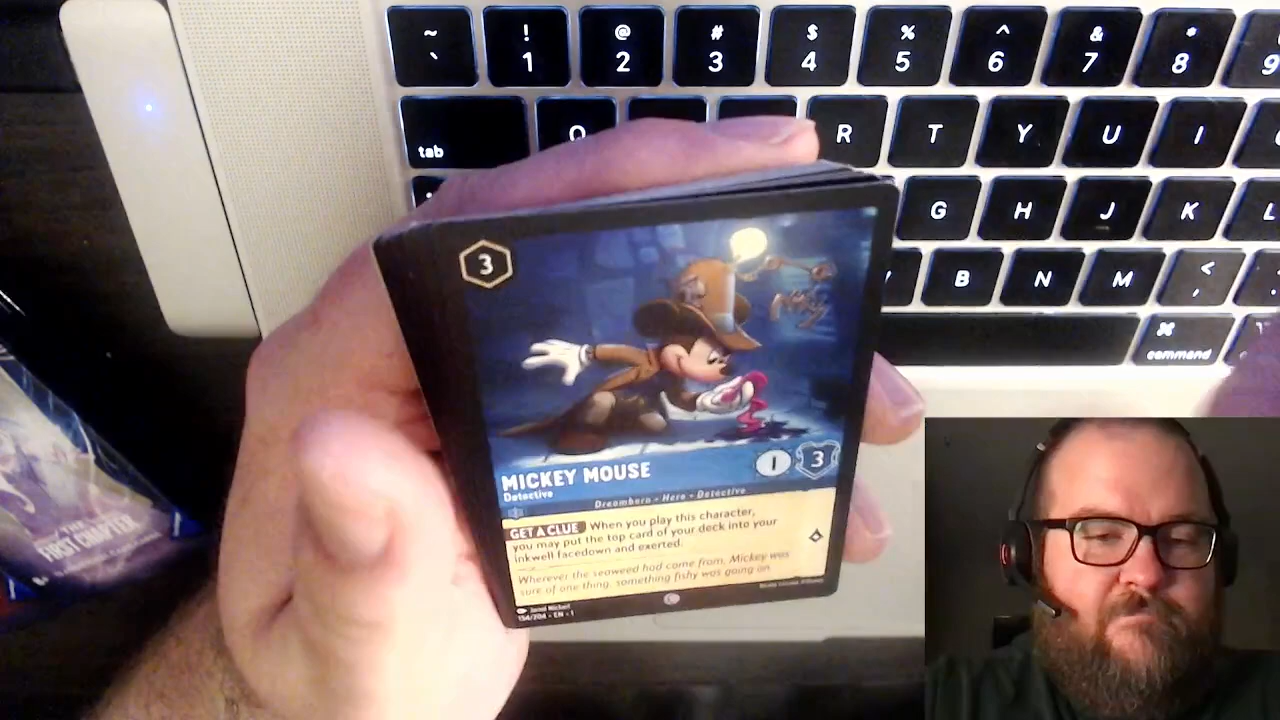 ~ ! @ # $ % ^ & *
` 1 2 3 4 5 6 7 8 9
tab Q R T Y U I
G H J K L
B N M < ,
⌘
command
3
MICKEY MOUSE
Detective
1 3
Dreamborn • Hero • Detective
GET A CLUE When you play this character,
you may put the top card of your deck into your
inkwell facedown and exerted.
Wherever the seaweed had come from, Mickey was
sure of one thing, something fishy was going on
154/204 • EN • 1
THE
FIRST CHAPTER